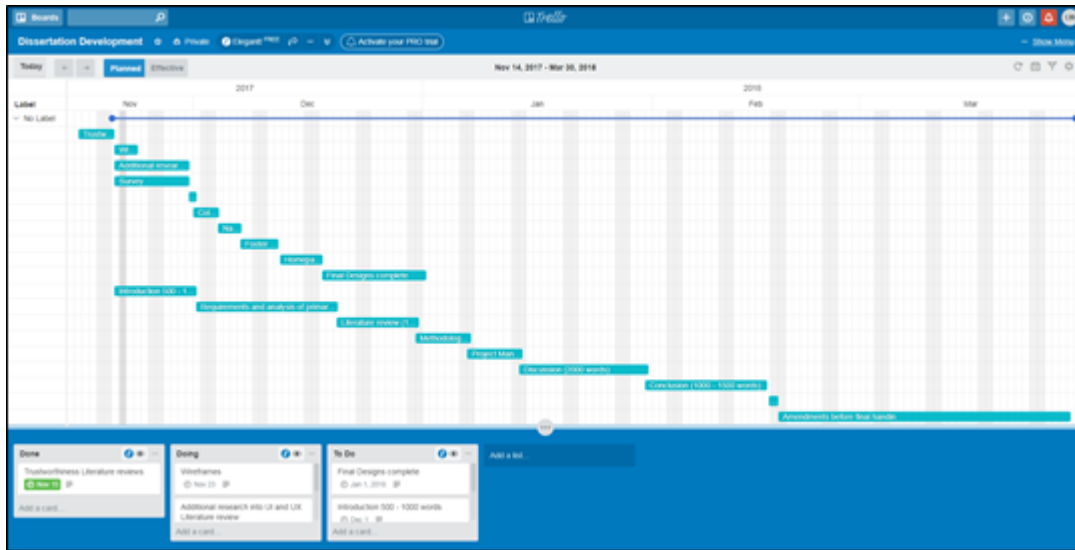 Boards
Trello
Dissertation Development
Private
Elegantt FREE
Activate your PRO trial
Show Menu
Today
Planned
Effective
Nov 14, 2017 - Mar 30, 2018
2017
2018
Label
Nov
Dec
Jan
Feb
Mar
No Label
Trustw...
Wi...
Additional resear
Survey
Col...
Na...
Footer
Homepa...
Final Designs complete
Introduction 500 - 1...
Requirements and analysis of primar...
Literature review (1...
Methodolog...
Project Man...
Discussion (2000 words)
Conclusion (1000 - 1500 words)
Amendments before final handin
Done
Trustworthiness Literature reviews
Nov 15
Add a card...
Doing
Wireframes
Nov 23
Additional research into UI and UX
Literature review
Add a card...
To Do
Final Designs complete
Jan 1, 2018
Introduction 500 - 1000 words
Dec 1
Add a card...
Add a list...